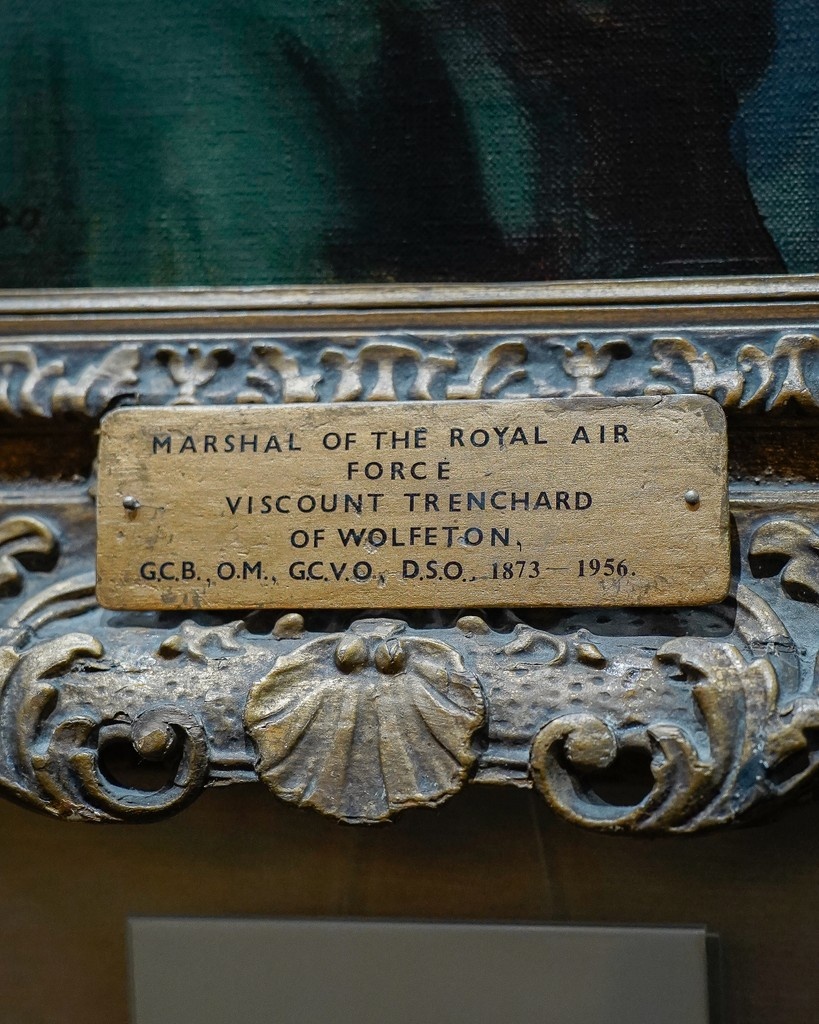 MARSHAL OF THE ROYAL AIR
FORCE
VISCOUNT TRENCHARD
OF WOLFETON,
G.C.B., O.M., G.C.V.O., D.S.O., 1873—1956.